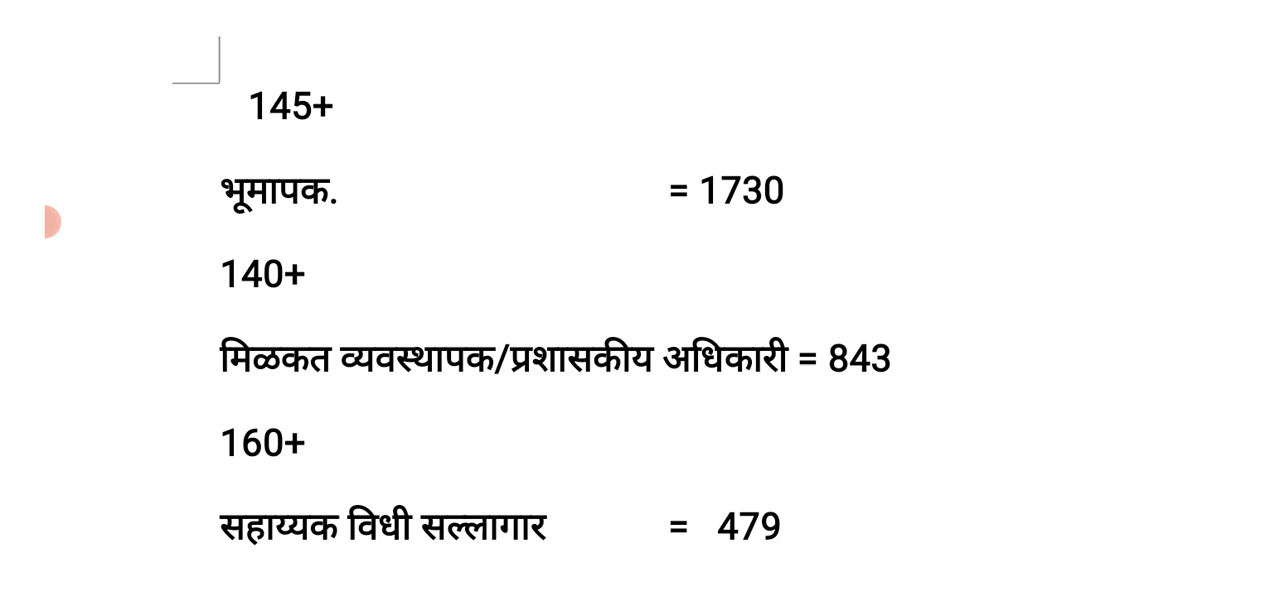 145+
भूमापक. = 1730
140+
मिळकत व्यवस्थापक/प्रशासकीय अधिकारी = 843
160+
सहाय्यक विधी सल्लागार = 479